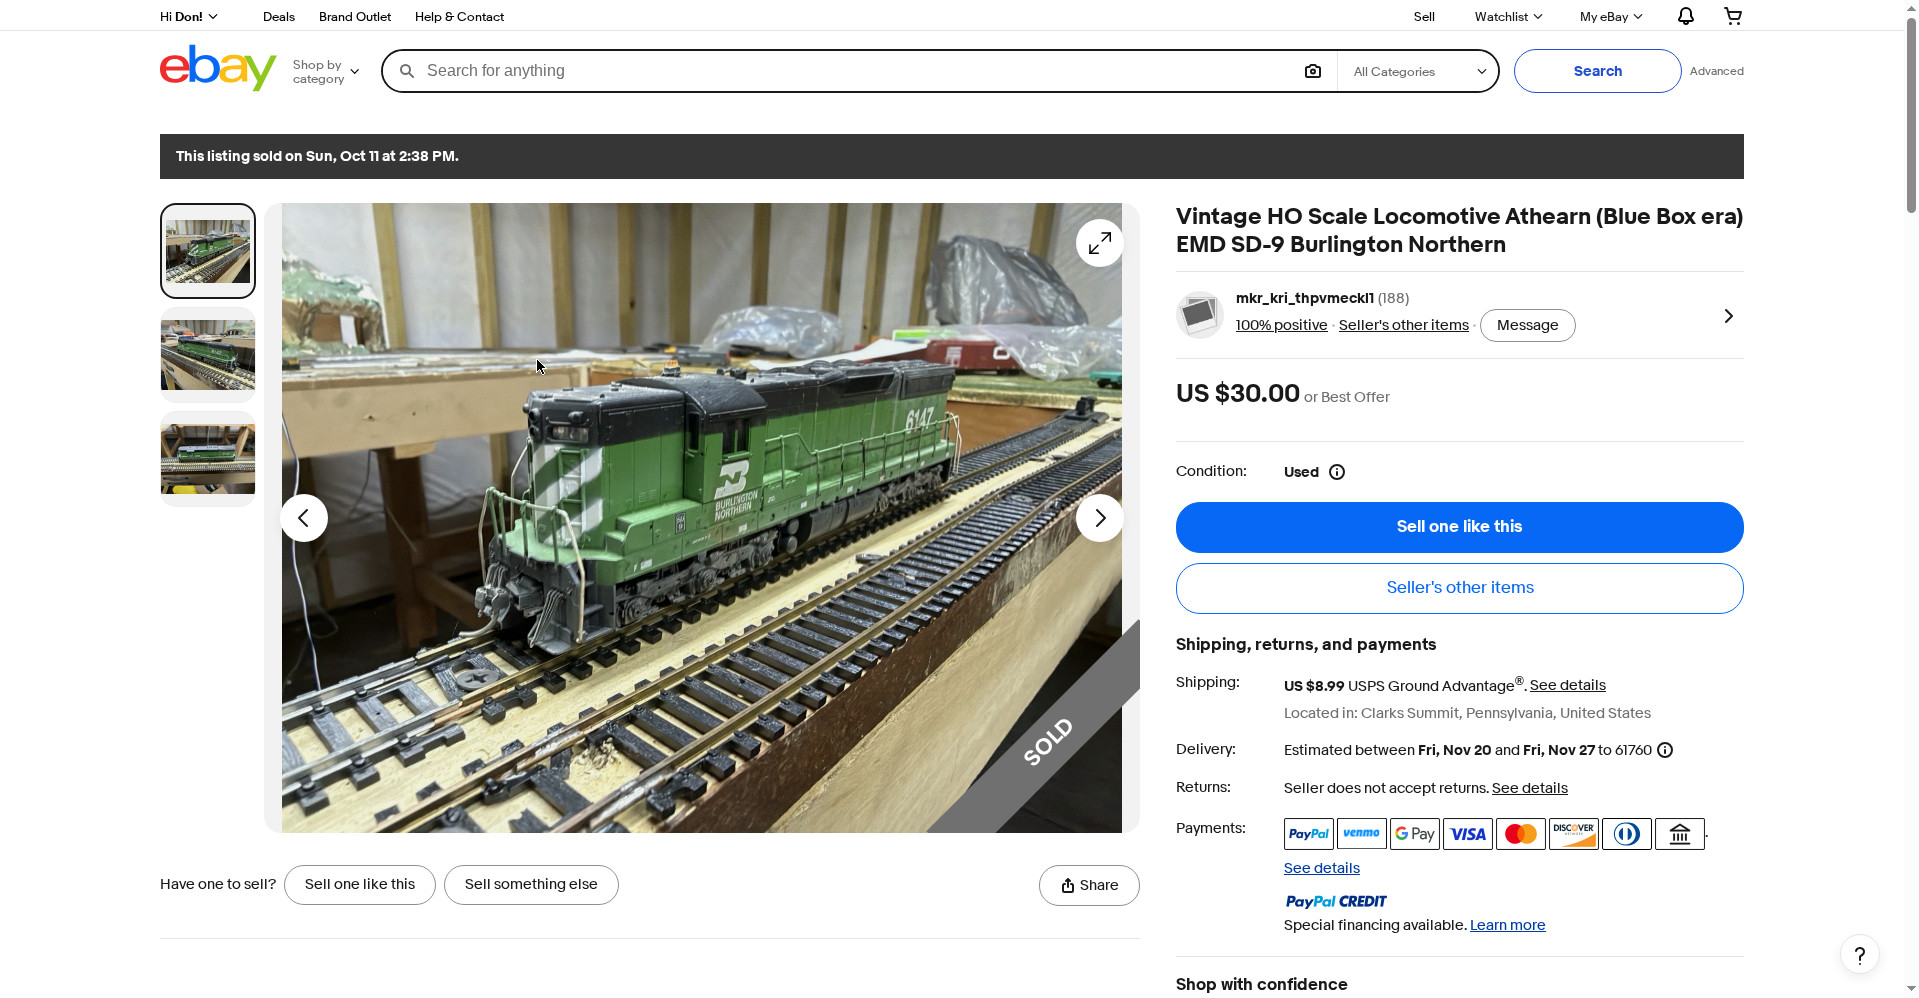 Hi Don!
Deals
Brand Outlet
Help & Contact
Sell
Watchlist
My eBay
ebay
Shop by
category
Search for anything
All Categories
Search
Advanced
This listing sold on Sun, Oct 11 at 2:38 PM.
6147
BURLINGTON
NORTHERN
SOLD
Vintage HO Scale Locomotive Athearn (Blue Box era)
EMD SD-9 Burlington Northern
mkr_kri_thpvmeckl1 (188)
100% positive · Seller's other items · Message
US $30.00 or Best Offer
Condition: Used
Sell one like this
Seller's other items
Shipping, returns, and payments
Shipping: US $8.99 USPS Ground Advantage®. See details
Located in: Clarks Summit, Pennsylvania, United States
Delivery: Estimated between Fri, Nov 20 and Fri, Nov 27 to 61760
Returns: Seller does not accept returns. See details
Payments: PayPal venmo G Pay VISA DISCOVER
See details
PayPal CREDIT
Special financing available. Learn more
Have one to sell? Sell one like this Sell something else
Share
Shop with confidence
?